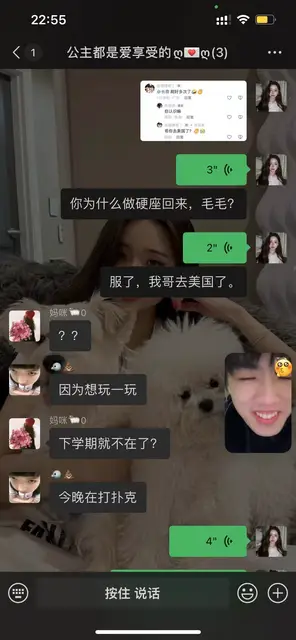 22:55
1
公主都是爱享受的ღ💌ღ(3)
3"
你为什么做硬座回来，毛毛？
2"
服了，我哥去美国了。
妈咪
？？
因为想玩一玩
妈咪
下学期就不在了？
今晚在打扑克
4"
按住 说话